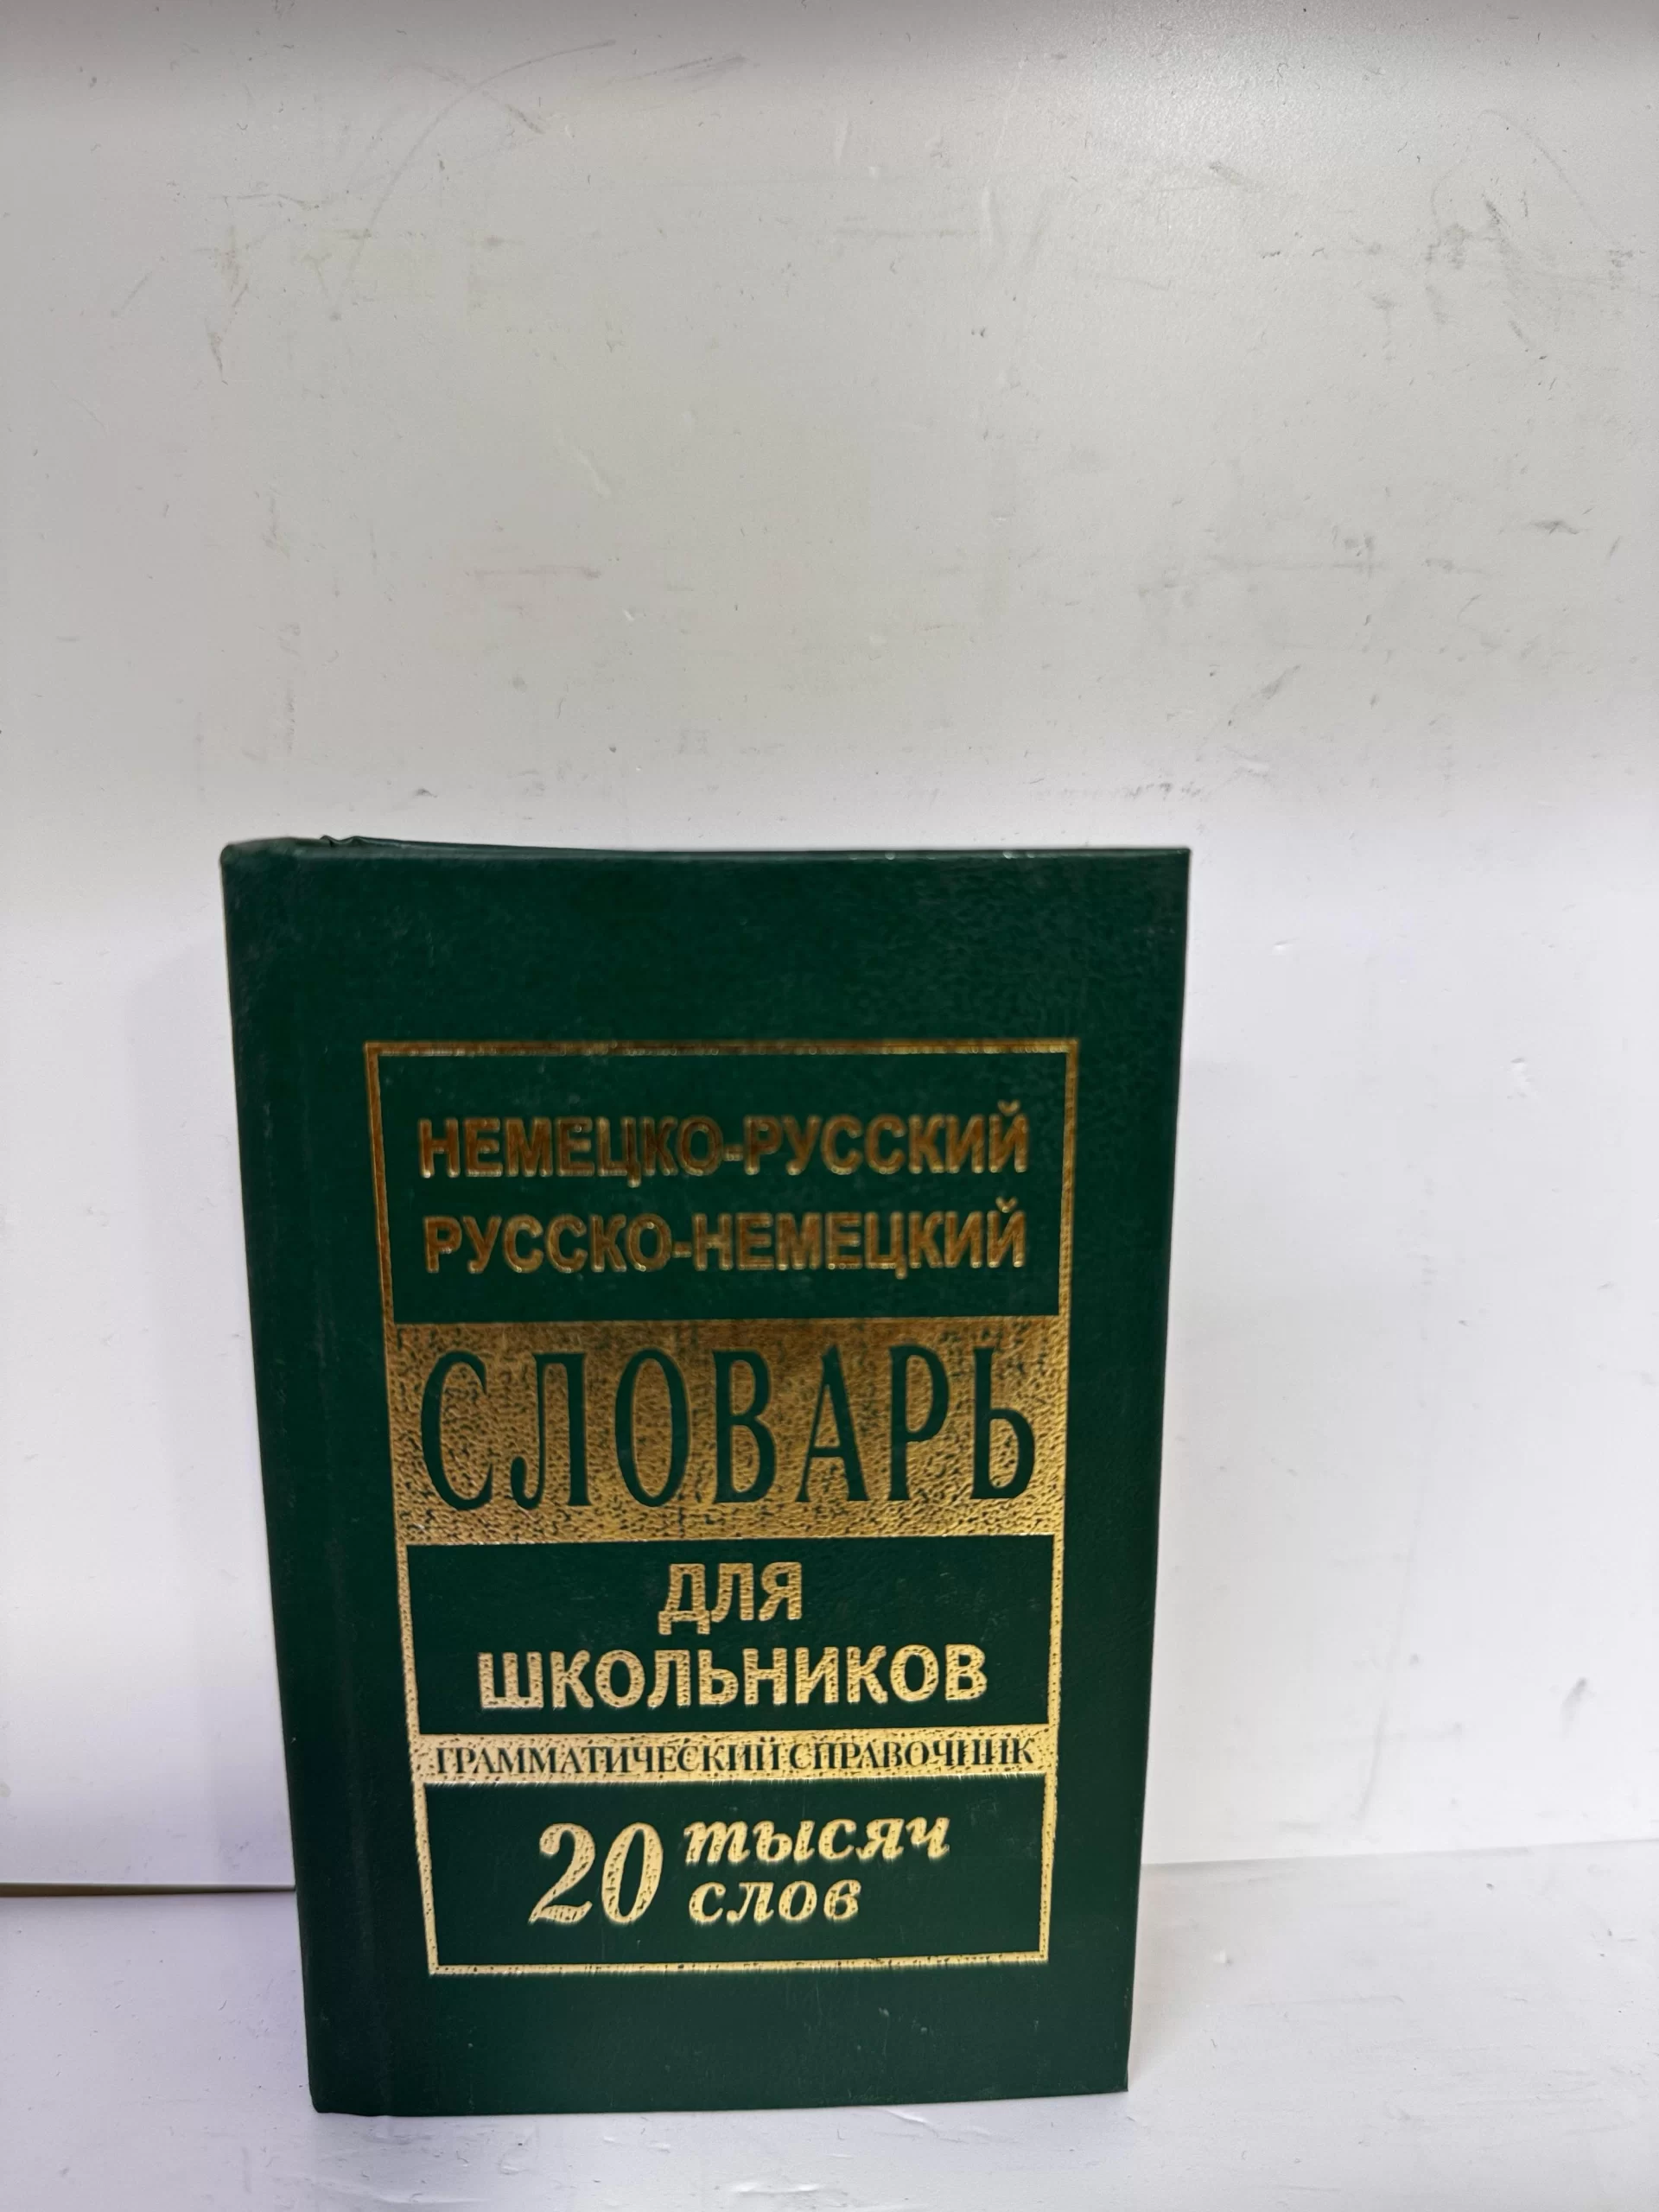 НЕМЕЦКО-РУССКИЙ
РУССКО-НЕМЕЦКИЙ
СЛОВАРЬ
ДЛЯ
ШКОЛЬНИКОВ
ГРАММАТИЧЕСКИЙ СПРАВОЧНИК
20 тысяч
слов